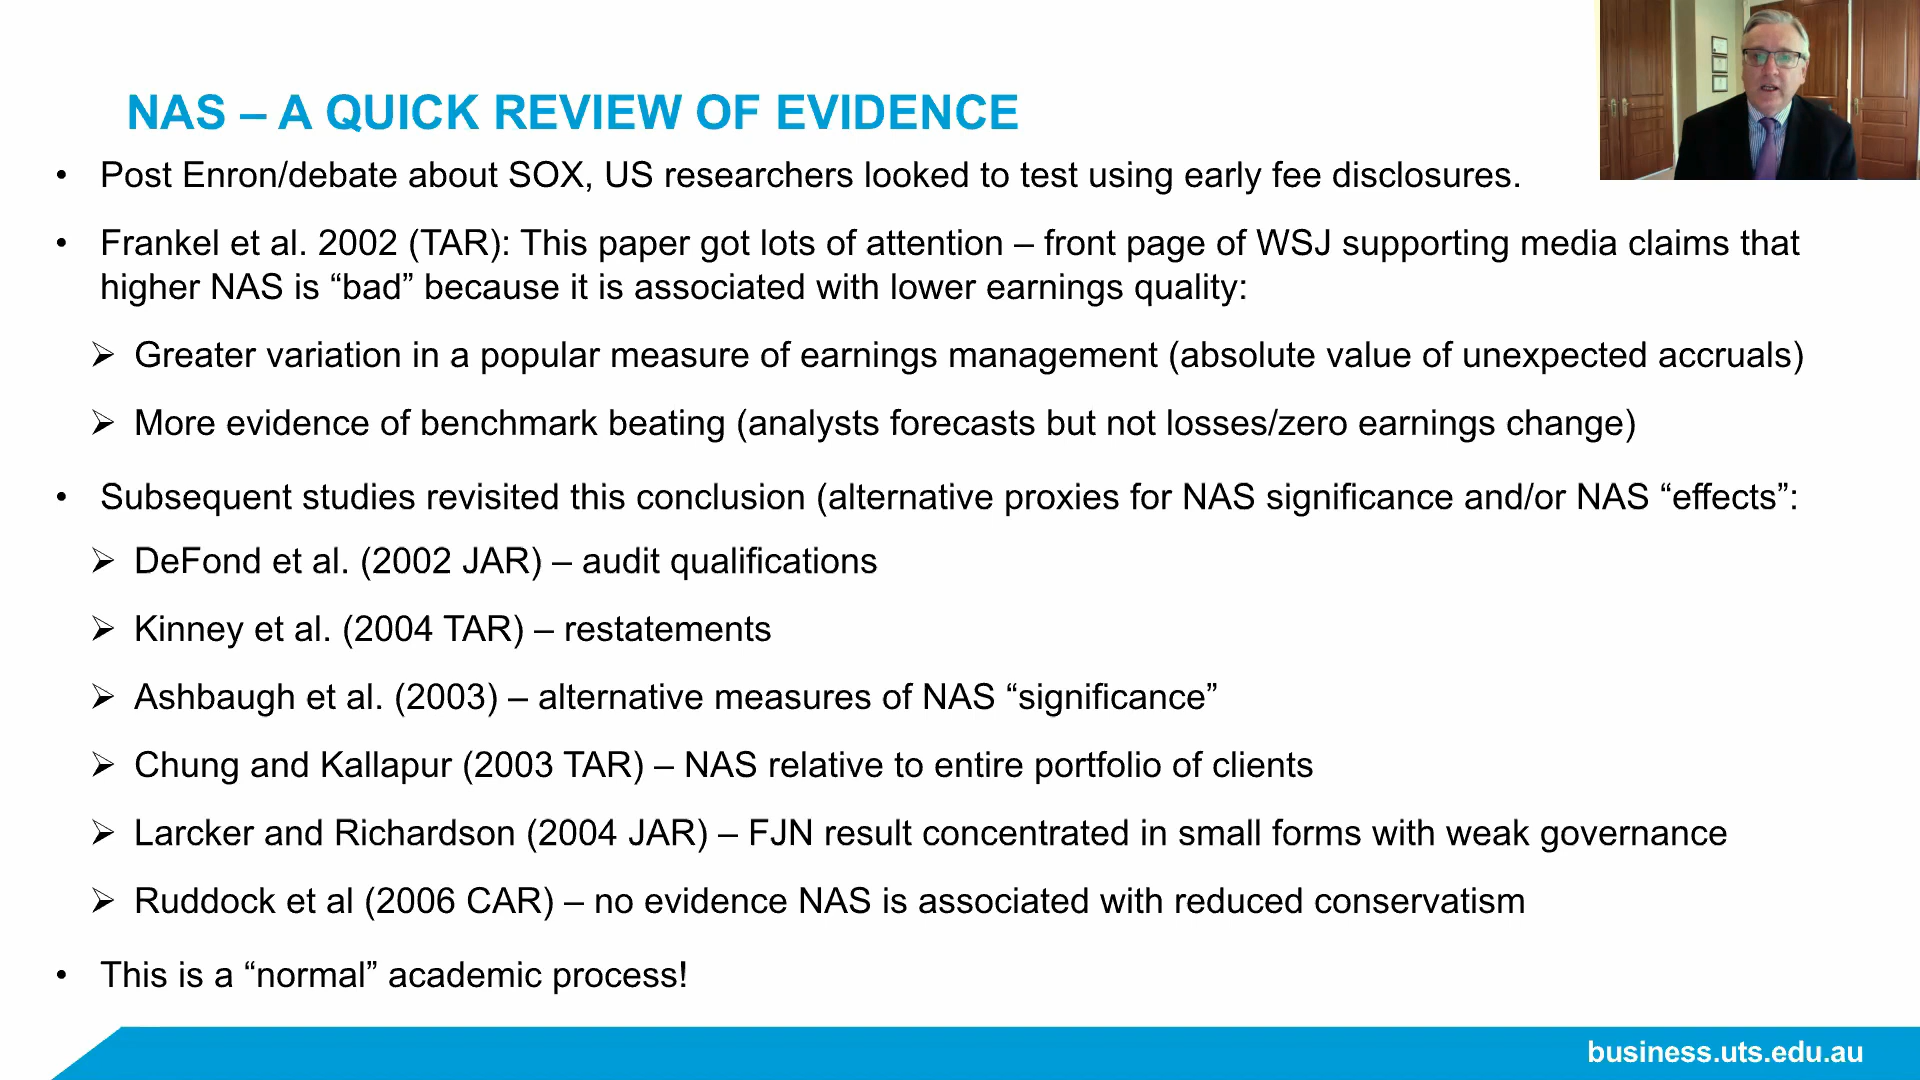 NAS – A QUICK REVIEW OF EVIDENCE
• Post Enron/debate about SOX, US researchers looked to test using early fee disclosures.
• Frankel et al. 2002 (TAR): This paper got lots of attention – front page of WSJ supporting media claims that
higher NAS is “bad” because it is associated with lower earnings quality:
➢ Greater variation in a popular measure of earnings management (absolute value of unexpected accruals)
➢ More evidence of benchmark beating (analysts forecasts but not losses/zero earnings change)
• Subsequent studies revisited this conclusion (alternative proxies for NAS significance and/or NAS “effects”:
➢ DeFond et al. (2002 JAR) – audit qualifications
➢ Kinney et al. (2004 TAR) – restatements
➢ Ashbaugh et al. (2003) – alternative measures of NAS “significance”
➢ Chung and Kallapur (2003 TAR) – NAS relative to entire portfolio of clients
➢ Larcker and Richardson (2004 JAR) – FJN result concentrated in small forms with weak governance
➢ Ruddock et al (2006 CAR) – no evidence NAS is associated with reduced conservatism
• This is a “normal” academic process!
business.uts.edu.au